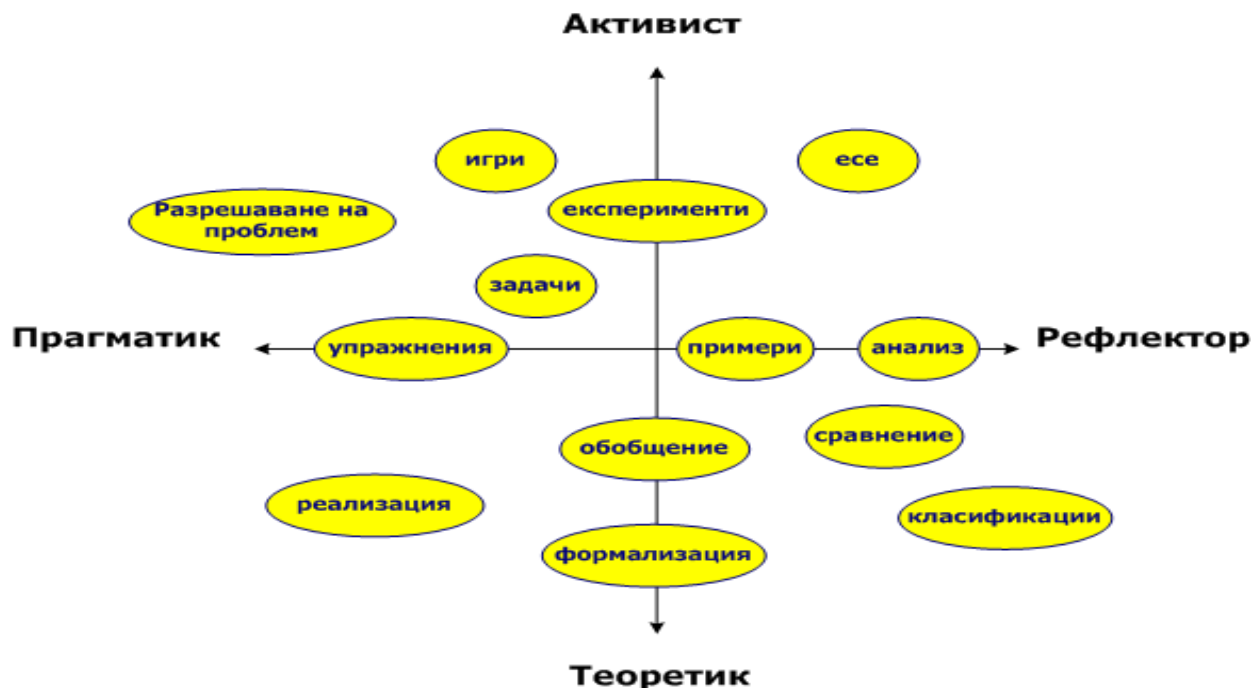 Активист
игри
есе
Разрешаване на
проблем
експерименти
задачи
Прагматик
упражнения
примери
анализ
Рефлектор
обобщение
сравнение
реализация
класификации
формализация
Теоретик